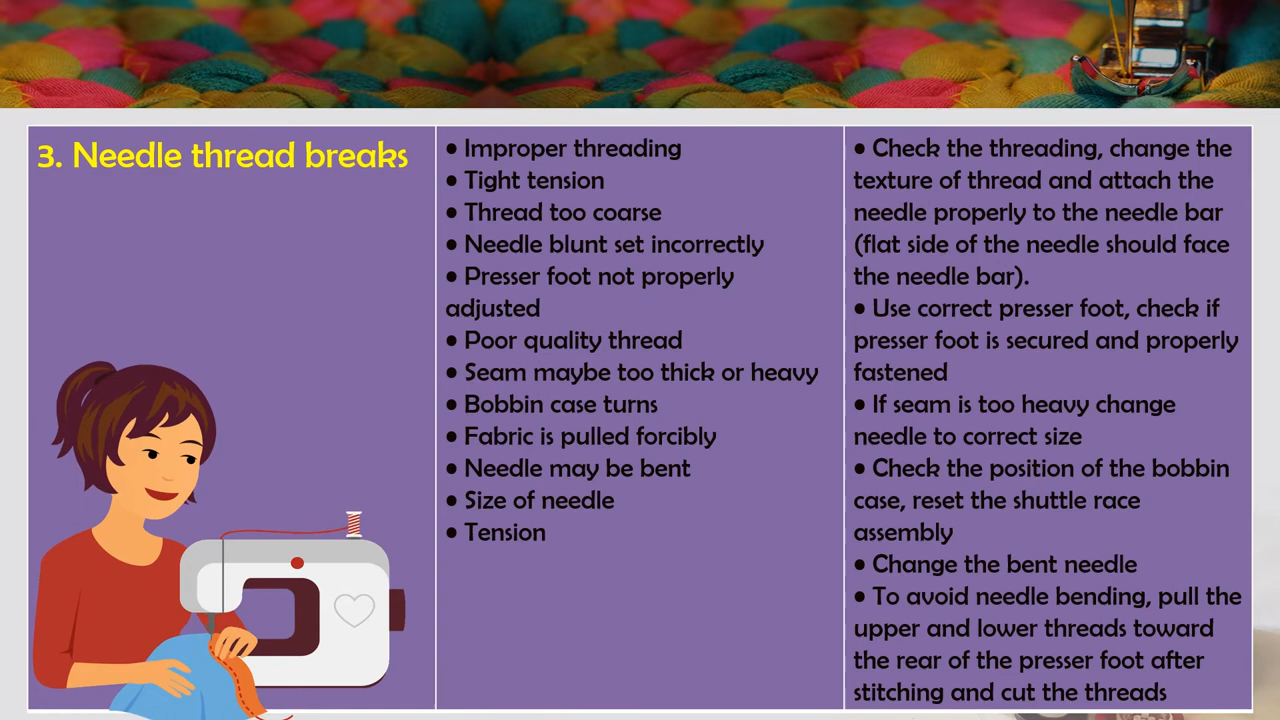 3. Needle thread breaks
• Improper threading
• Tight tension
• Thread too coarse
• Needle blunt set incorrectly
• Presser foot not properly
adjusted
• Poor quality thread
• Seam maybe too thick or heavy
• Bobbin case turns
• Fabric is pulled forcibly
• Needle may be bent
• Size of needle
• Tension
• Check the threading, change the
texture of thread and attach the
needle properly to the needle bar
(flat side of the needle should face
the needle bar).
• Use correct presser foot, check if
presser foot is secured and properly
fastened
• If seam is too heavy change
needle to correct size
• Check the position of the bobbin
case, reset the shuttle race
assembly
• Change the bent needle
• To avoid needle bending, pull the
upper and lower threads toward
the rear of the presser foot after
stitching and cut the threads